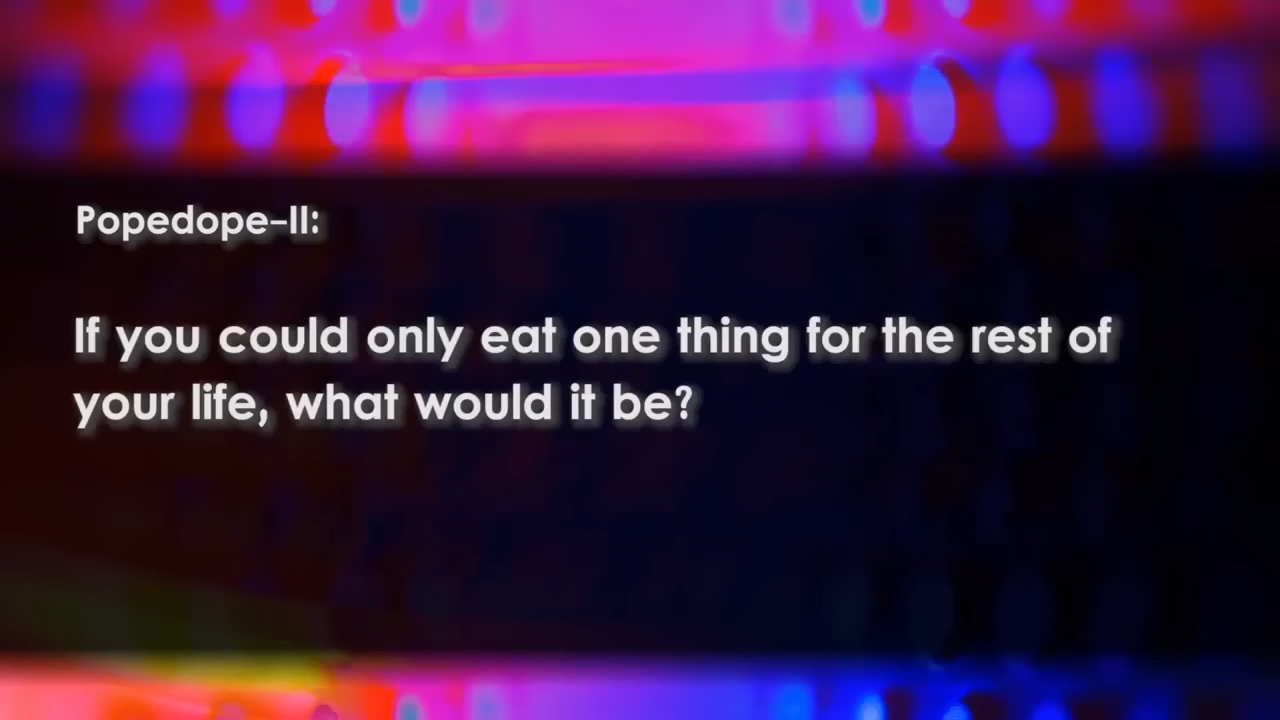 Popedope-II:
If you could only eat one thing for the rest of
your life, what would it be?